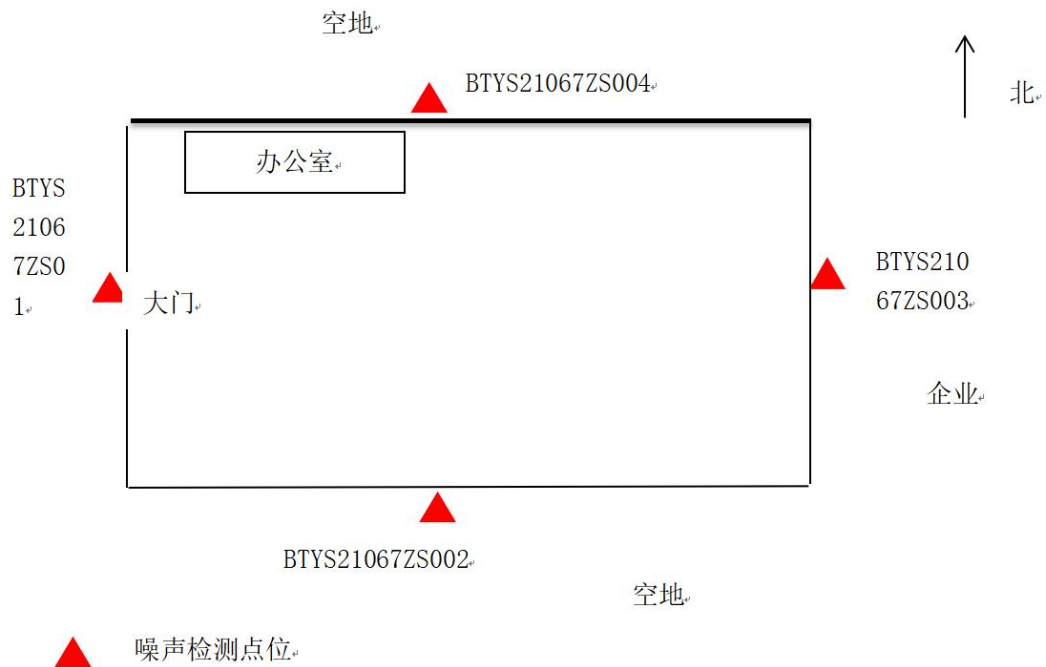 空地
BTYS21067ZS004
北
办公室
BTYS
2106
7ZS0
1
大门
BTYS210
67ZS003
企业
BTYS21067ZS002
空地
噪声检测点位